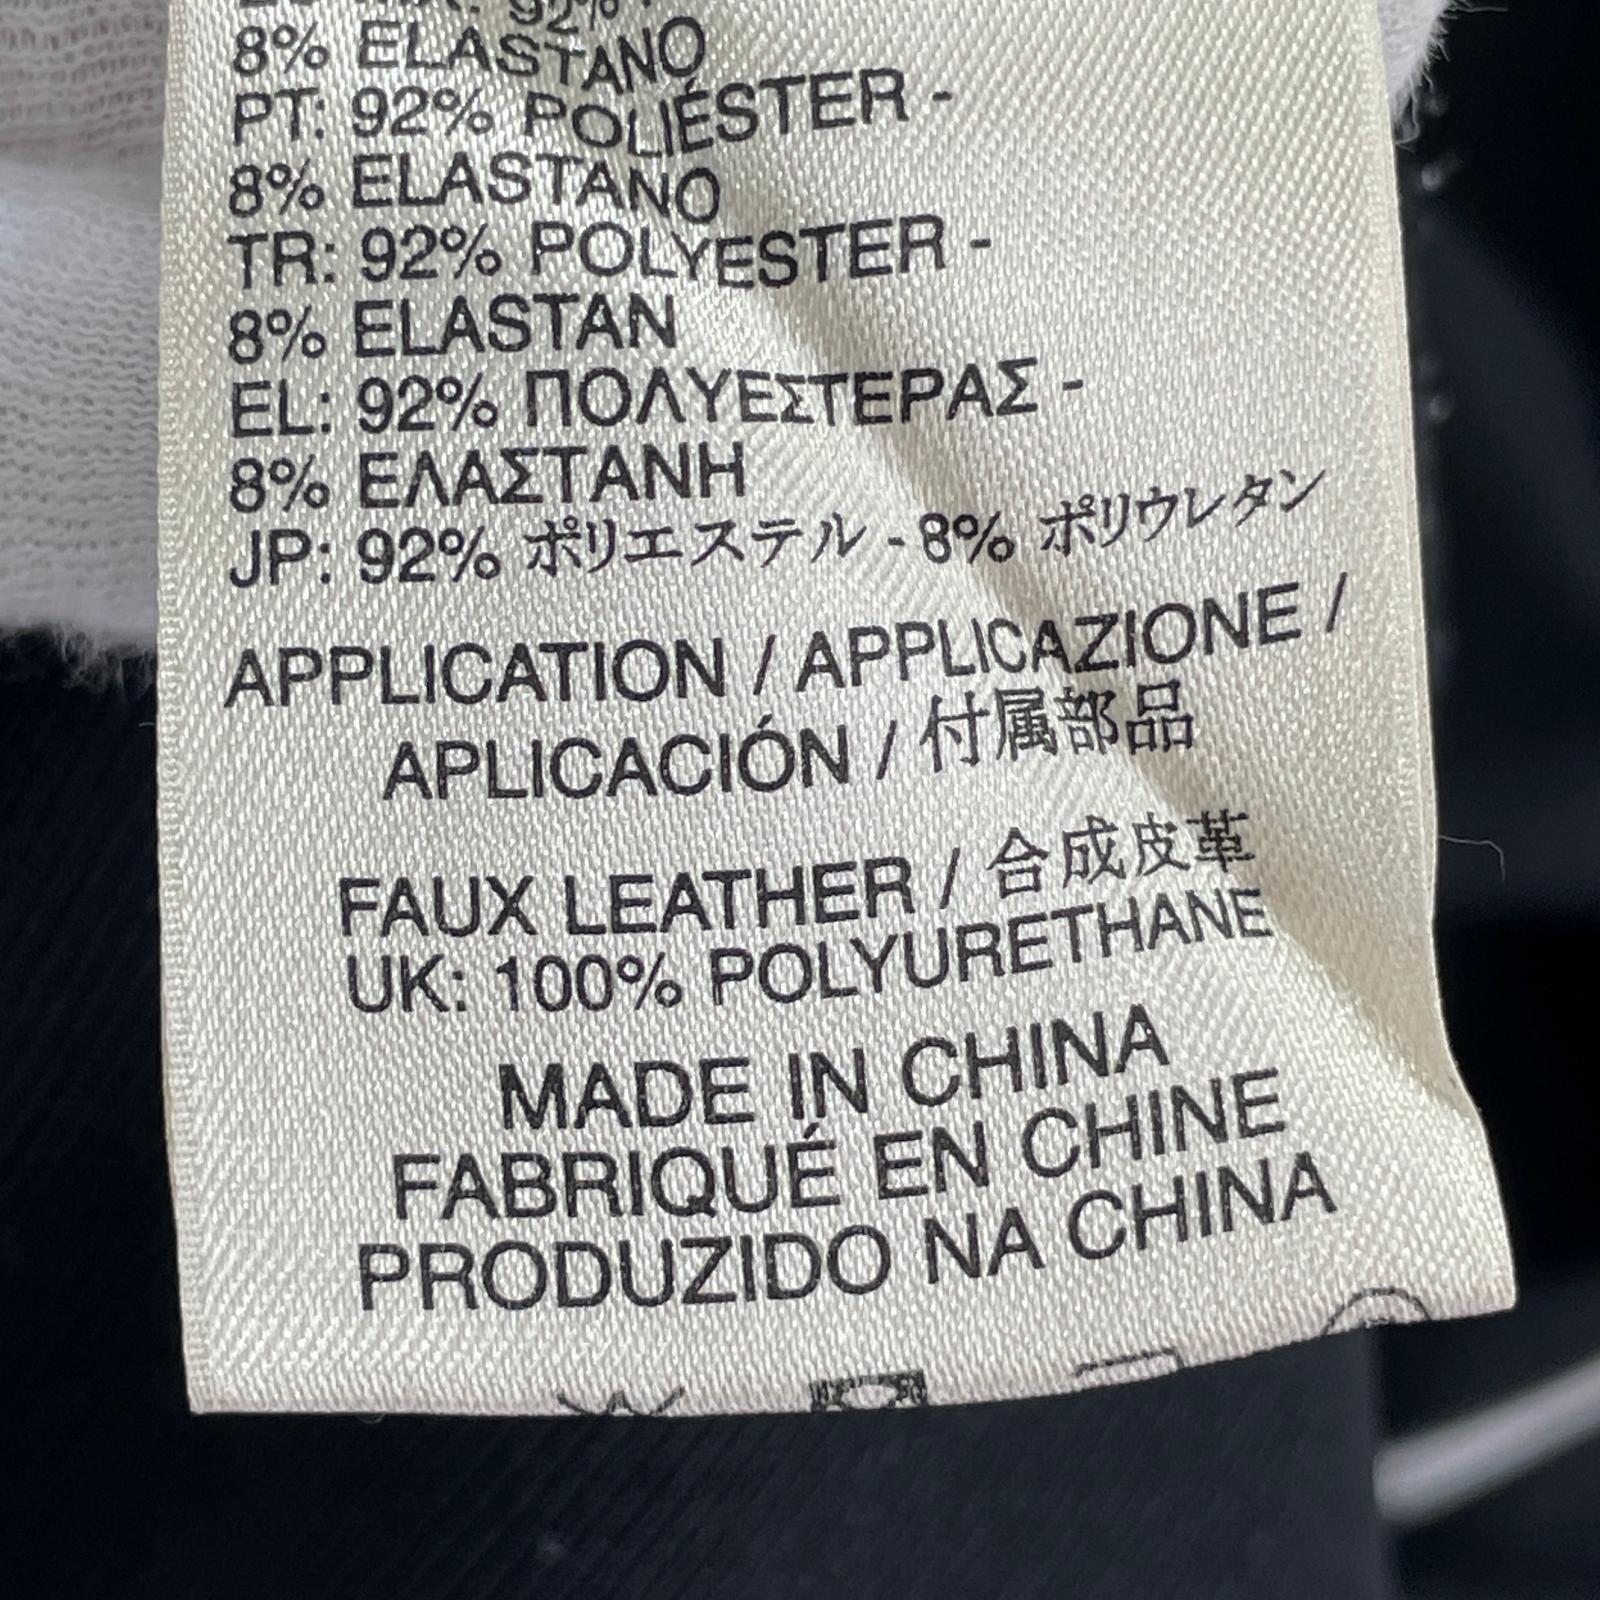 92%
8% ELASTANO
PT: 92% POLIÉSTER -
8% ELASTANO
TR: 92% POLYESTER -
8% ELASTAN
EL: 92% ΠΟΛΥΕΣΤΕΡΑΣ -
8% ΕΛΑΣΤΑΝΗ
JP: 92% ポリエステル - 8% ポリウレタン
APPLICATION / APPLICAZIONE /
APLICACIÓN / 付属部品
FAUX LEATHER / 合成皮革
UK: 100% POLYURETHANE
MADE IN CHINA
FABRIQUÉ EN CHINE
PRODUZIDO NA CHINA